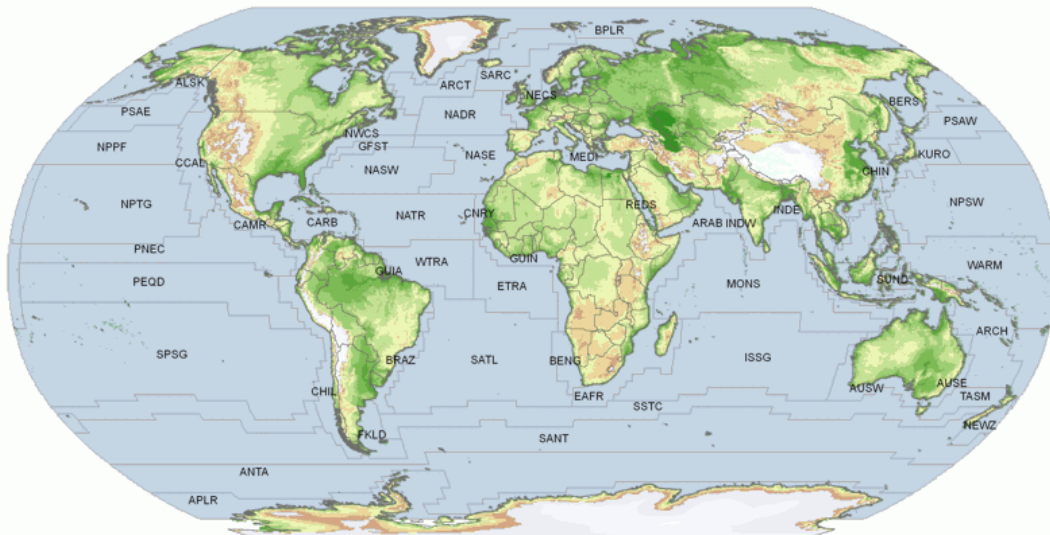 BPLR
SARC
ALSK
ARCT
NECS
BERS
PSAE
NADR
PSAW
NWCS
NPPF
GFST
NASE
MEDI
KURO
CCAL
NASW
CHIN
NPTG
REDS
NPSW
INDE
CAMR
CARB
NATR
CNRY
ARAB
INDW
PNEC
GUIN
WTRA
GUIA
WARM
PEQD
ETRA
MONS
SUND
ARCH
SPSG
BRAZ
SATL
BENG
ISSG
CHIL
EAFR
AUSW
AUSE
TASM
SSTC
NEWZ
FKLD
SANT
ANTA
APLR